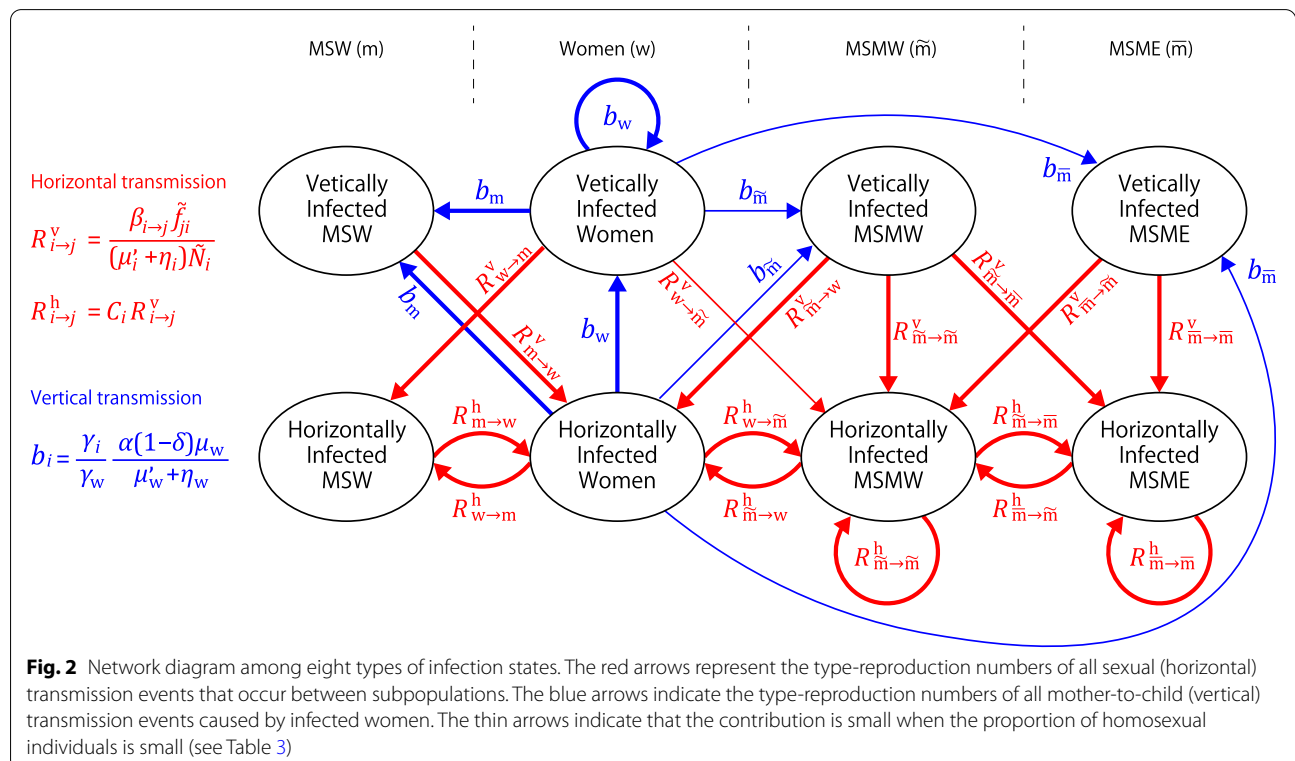 MSW (m)
Women (w)
MSMW (m̃)
MSME (m̅)
b_w
Horizontal transmission
R^v_{i→j} = β_{i→j} f̃_{ji} / (μ'_i + η_i)Ñ_i
R^h_{i→j} = C_i R^v_{i→j}
Vertical transmission
b_i = γ_i/γ_w α(1−δ)μ_w/μ'_w + η_w
Vetically
Infected
MSW
b_m
Vetically
Infected
Women
b_m̃
Vetically
Infected
MSMW
b_m̅
Vetically
Infected
MSME
b_m
R^v_{w→m}
R^v_{m→w}
b_w
R^v_{w→m̃}
b_m̃
R^v_{m̃→w}
R^v_{m̃→m̃}
R^v_{m̃→m̅}
R^v_{m̅→m̃}
R^v_{m̅→m̅}
b_m̅
Horizontally
Infected
MSW
R^h_{m→w}
R^h_{w→m}
Horizontally
Infected
Women
R^h_{w→m̃}
R^h_{m̃→w}
Horizontally
Infected
MSMW
R^h_{m̃→m̅}
R^h_{m̅→m̃}
Horizontally
Infected
MSME
R^h_{m̃→m̃}
R^h_{m̅→m̅}
Fig. 2 Network diagram among eight types of infection states. The red arrows represent the type-reproduction numbers of all sexual (horizontal)
transmission events that occur between subpopulations. The blue arrows indicate the type-reproduction numbers of all mother-to-child (vertical)
transmission events caused by infected women. The thin arrows indicate that the contribution is small when the proportion of homosexual
individuals is small (see Table 3)